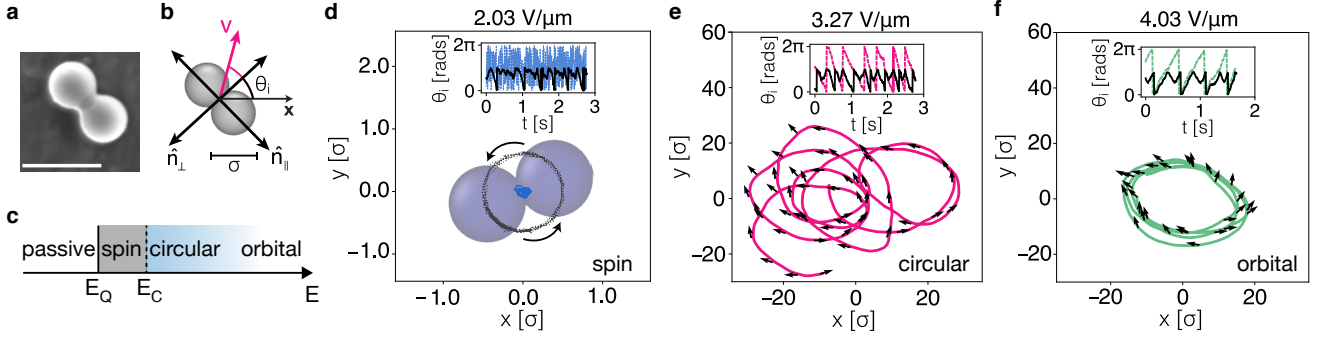 a
b
v
θi
x
n̂⊥
σ
n̂∥
c
passive
spin
circular
orbital
EQ
EC
E
d
2.03 V/μm
2π
θi [rads]
0
0
1
2
3
t [s]
2.0
1.0
0.0
−1.0
y [σ]
spin
−1.0
0.0
1.0
x [σ]
e
3.27 V/μm
2π
θi [rads]
0
0
1
2
3
t [s]
60
40
20
0
−20
y [σ]
circular
−20
0
20
x [σ]
f
4.03 V/μm
2π
θi [rads]
0
0
1
2
t [s]
60
40
20
0
−20
y [σ]
orbital
−20
0
20
x [σ]